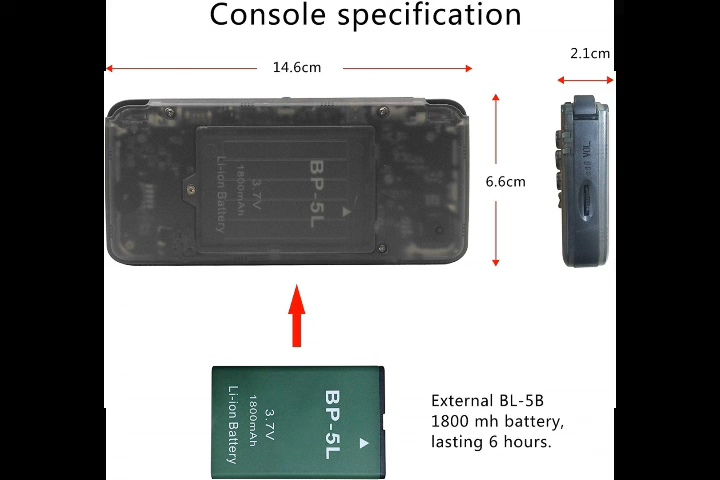 Console specification
14.6cm
2.1cm
6.6cm
BP-5L
3.7V
1800mAh
Li-ion Battery
VOL
BP-5L
3.7V
1800mAh
Li-ion Battery
External BL-5B
1800 mh battery,
lasting 6 hours.